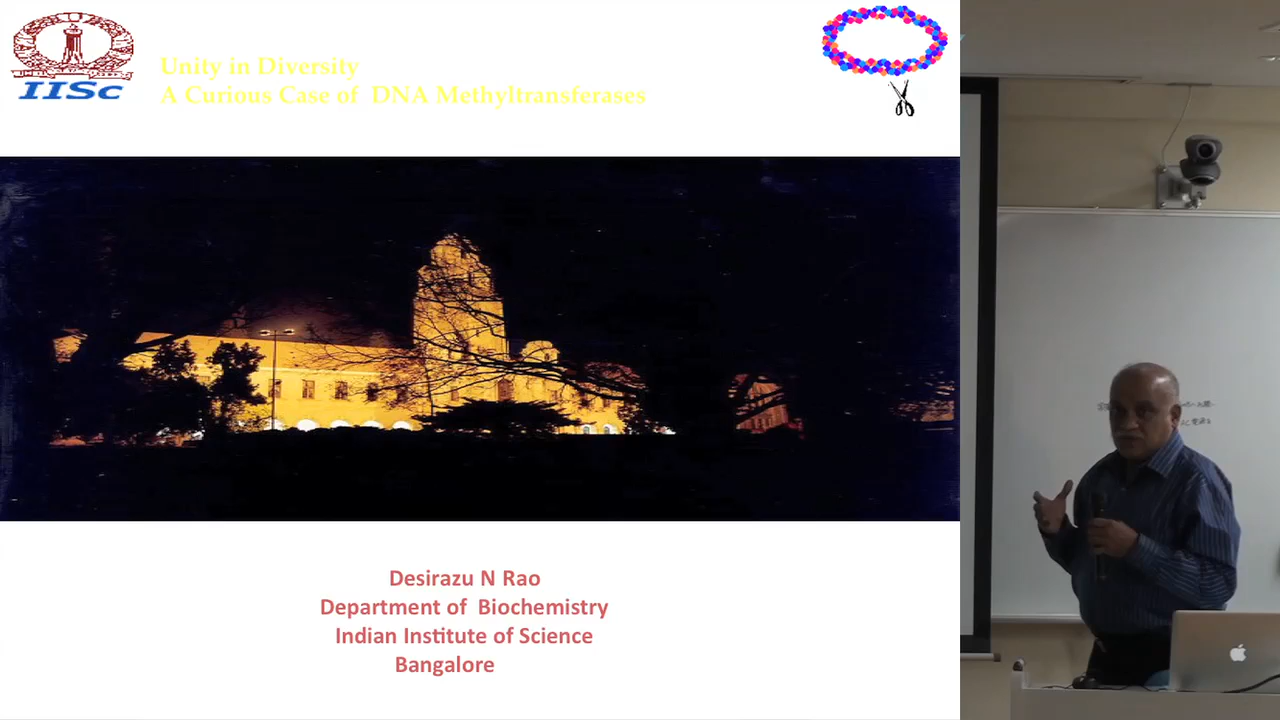 IISc
Unity in Diversity
A Curious Case of DNA Methyltransferases
Desirazu N Rao
Department of Biochemistry
Indian Institute of Science
Bangalore